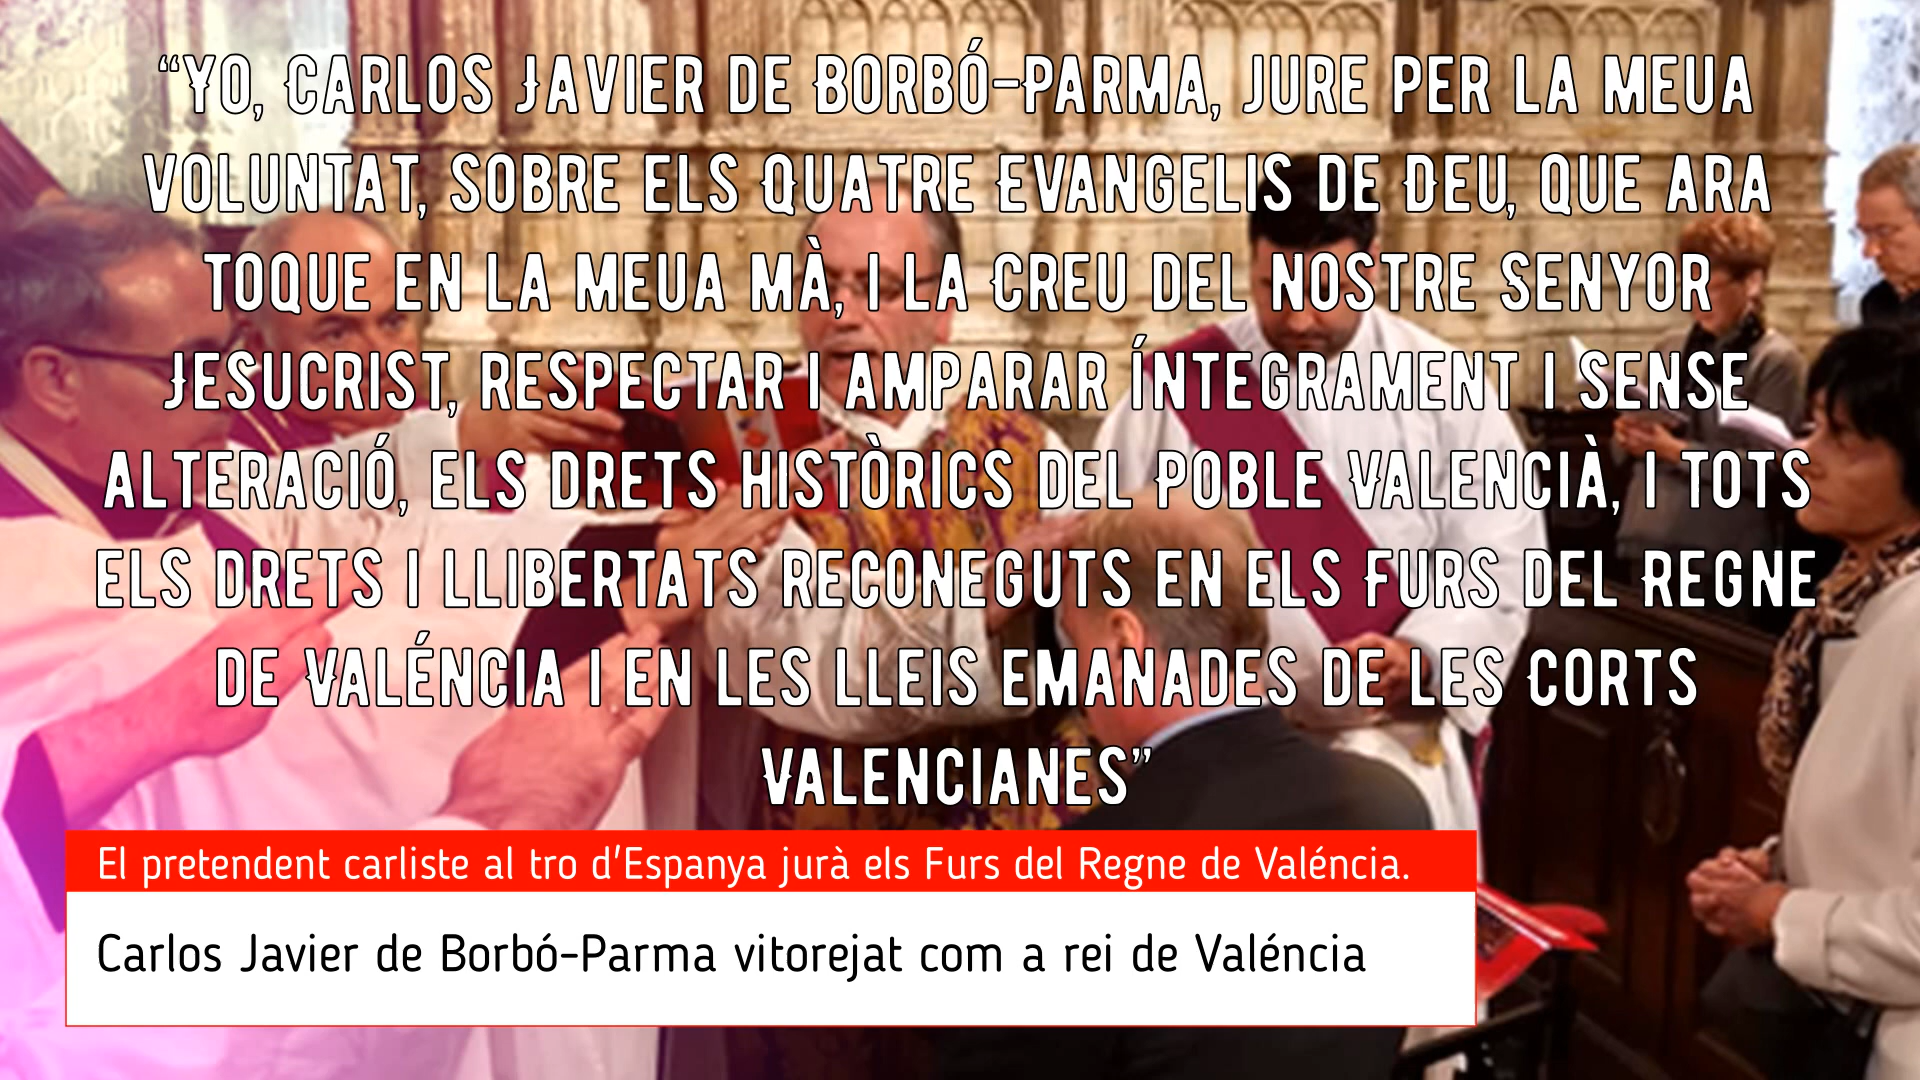 “Yo, Carlos Javier de Borbó-Parma, jure per la meua
voluntat, sobre els Quatre Evangelis de Deu, que ara
toque en la meua mà, i la Creu del nostre Senyor
Jesucrist, respectar i amparar íntegrament i sense
alteració, els drets històrics del Poble Valencià, i tots
els drets i llibertats reconeguts en els Furs del Regne
de Valéncia i en les lleis emanades de les Corts
Valencianes”
El pretendent carliste al tro d'Espanya jurà els Furs del Regne de Valéncia.
Carlos Javier de Borbó-Parma vitorejat com a rei de Valéncia